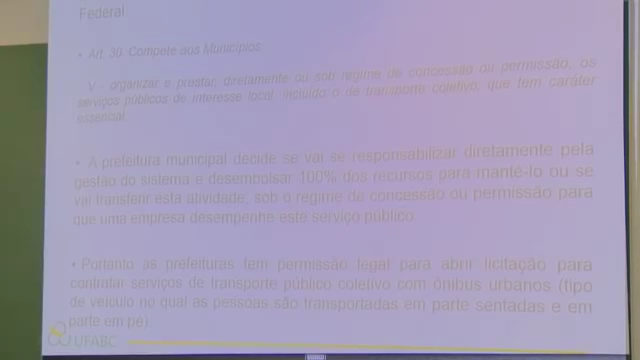 Federal.
• Art. 30. Compete aos Municípios:
V - organizar e prestar, diretamente ou sob regime de concessão ou permissão, os
serviços públicos de interesse local, incluído o de transporte coletivo, que tem caráter
essencial;
• A prefeitura municipal decide se vai se responsabilizar diretamente pela
gestão do sistema e desembolsar 100% dos recursos para mantê-lo ou se
vai transferir esta atividade, sob o regime de concessão ou permissão para
que uma empresa desempenhe este serviço público.
• Portanto as prefeituras tem permissão legal para abrir licitação para
contratar serviços de transporte público coletivo com ônibus urbanos (tipo
de veículo no qual as pessoas são transportadas em parte sentadas e em
parte em pé).
UFABC